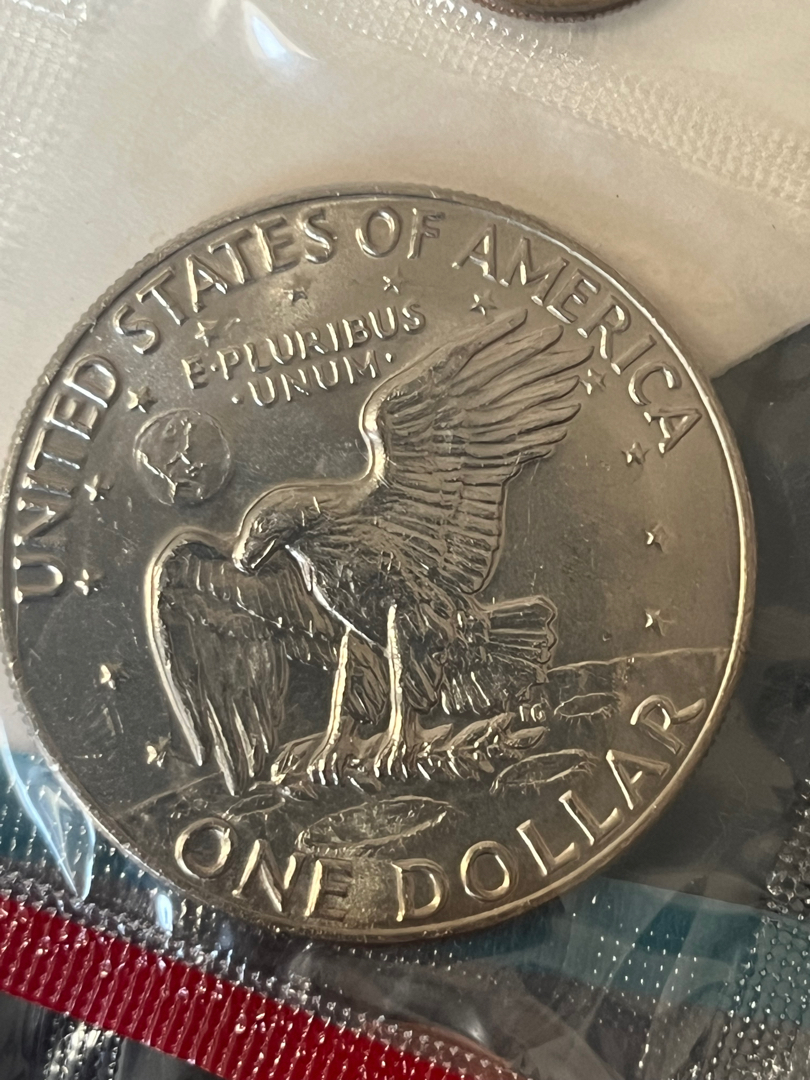 UNITED STATES OF AMERICA
E·PLURIBUS
·UNUM·
ONE DOLLAR